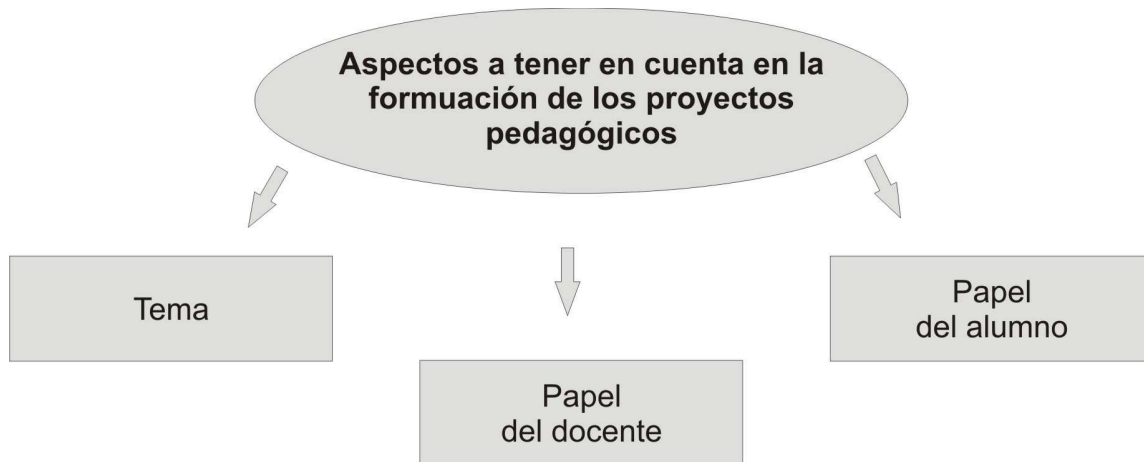 Aspectos a tener en cuenta en la
formuación de los proyectos
pedagógicos
Tema
Papel
del docente
Papel
del alumno